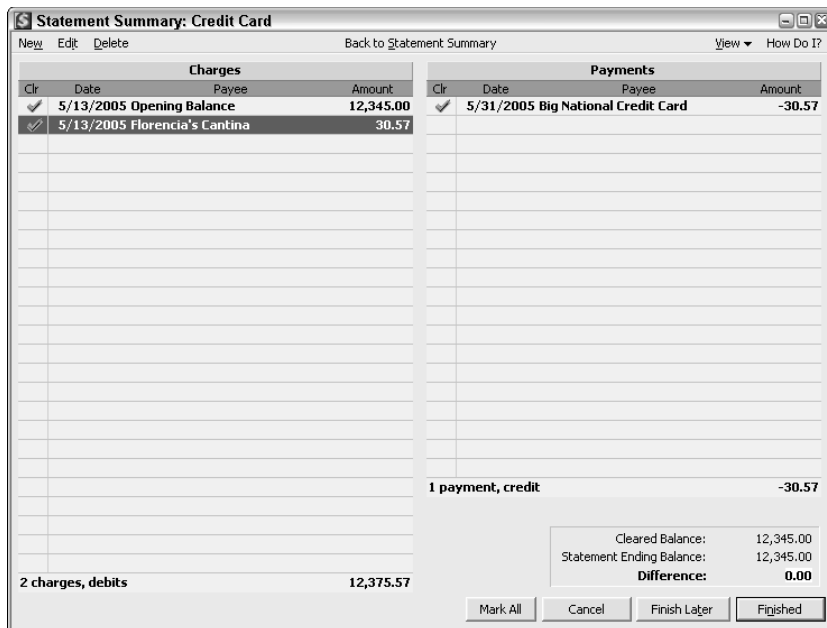 Statement Summary: Credit Card
New Edit Delete Back to Statement Summary View How Do I?
Charges
Clr Date Payee Amount
5/13/2005 Opening Balance 12,345.00
5/13/2005 Florencia's Cantina 30.57
2 charges, debits 12,375.57
Payments
Clr Date Payee Amount
5/31/2005 Big National Credit Card -30.57
1 payment, credit -30.57
Cleared Balance: 12,345.00
Statement Ending Balance: 12,345.00
Difference: 0.00
Mark All Cancel Finish Later Finished